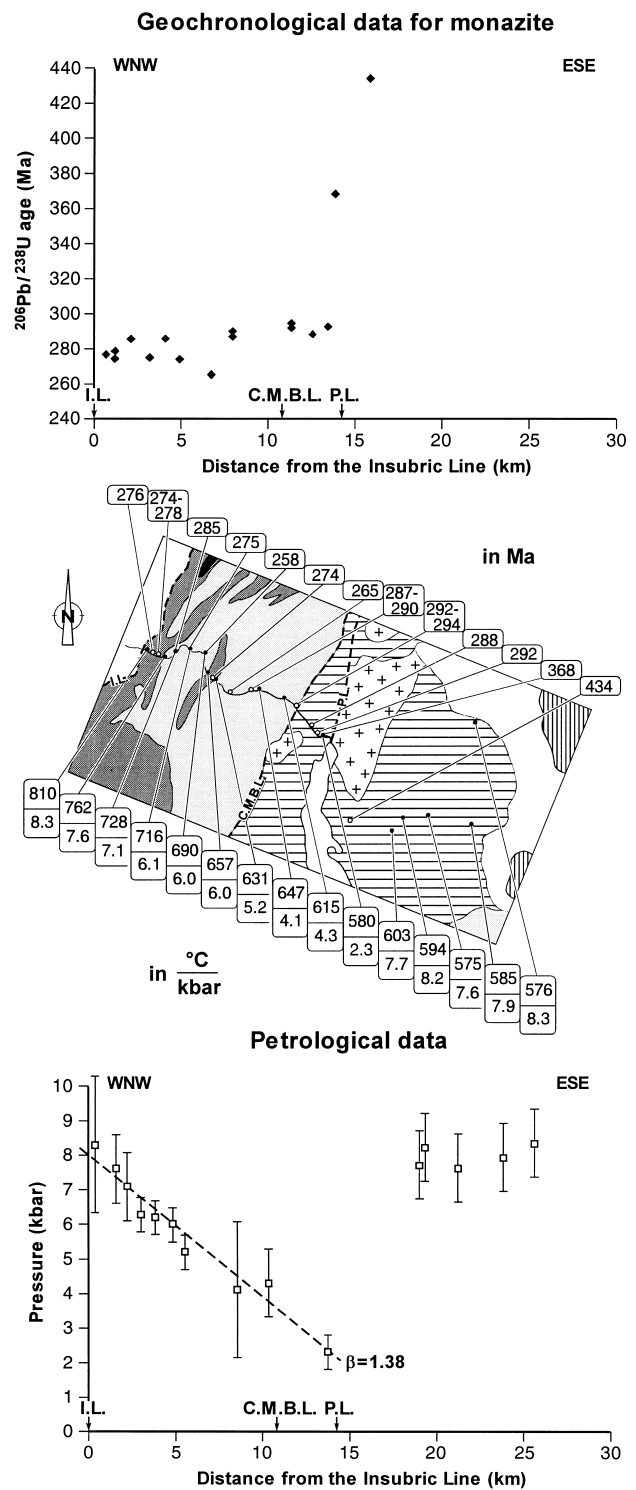 Geochronological data for monazite
WNW
ESE
206Pb/238U age (Ma)
440
420
400
380
360
340
320
300
280
260
240
I.L.
C.M.B.L.
P.L.
0 5 10 15 20 25 30
Distance from the Insubric Line (km)
in Ma
276
274-
278
285
275
258
274
265
287-
290
292-
294
288
292
368
434
N
I.L.
P.L.
C.M.B.L.
810
8.3
762
7.6
728
7.1
716
6.1
690
6.0
657
6.0
631
5.2
647
4.1
615
4.3
580
2.3
603
7.7
594
8.2
575
7.6
585
7.9
576
8.3
in °C
kbar
Petrological data
WNW
ESE
Pressure (kbar)
10
9
8
7
6
5
4
3
2
1
0
β=1.38
I.L.
C.M.B.L.
P.L.
0 5 10 15 20 25 30
Distance from the Insubric Line (km)